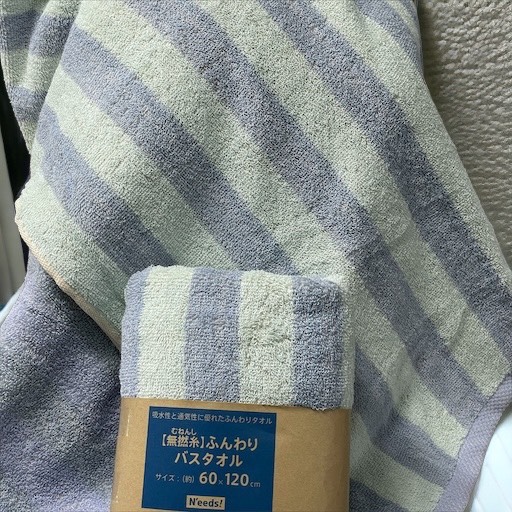 吸水性と通気性に優れたふんわりタオル
むねんし
【無撚糸】ふんわり
バスタオル
サイズ：（約）60×120cm
N'eeds!